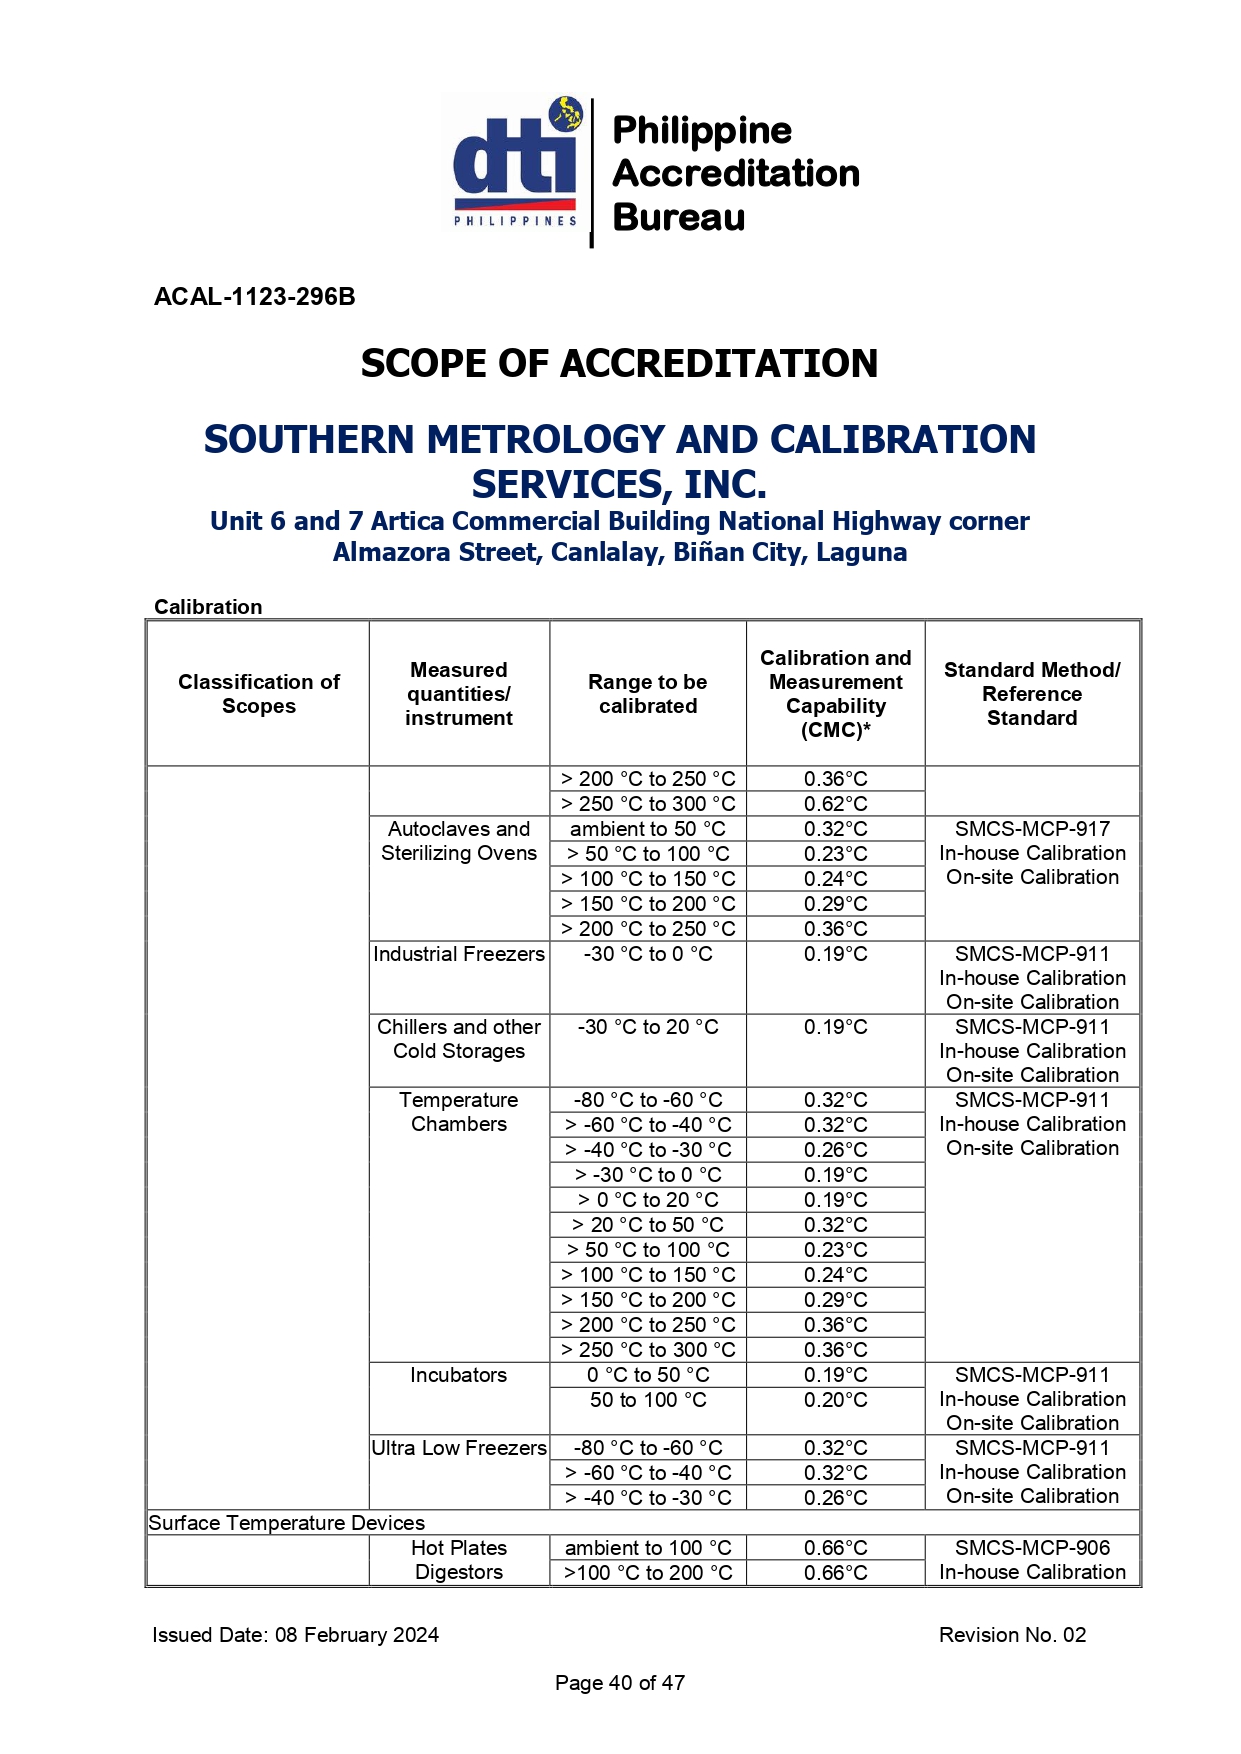 dti
PHILIPPINES
Philippine
Accreditation
Bureau
ACAL-1123-296B
SCOPE OF ACCREDITATION
SOUTHERN METROLOGY AND CALIBRATION
SERVICES, INC.
Unit 6 and 7 Artica Commercial Building National Highway corner
Almazora Street, Canlalay, Biñan City, Laguna
Calibration
Classification of
Scopes
Measured
quantities/
instrument
Range to be
calibrated
Calibration and
Measurement
Capability
(CMC)*
Standard Method/
Reference
Standard
> 200 °C to 250 °C 0.36°C
> 250 °C to 300 °C 0.62°C
Autoclaves and
Sterilizing Ovens
ambient to 50 °C 0.32°C
> 50 °C to 100 °C 0.23°C
> 100 °C to 150 °C 0.24°C
> 150 °C to 200 °C 0.29°C
> 200 °C to 250 °C 0.36°C
SMCS-MCP-917
In-house Calibration
On-site Calibration
Industrial Freezers -30 °C to 0 °C 0.19°C SMCS-MCP-911
In-house Calibration
On-site Calibration
Chillers and other
Cold Storages
-30 °C to 20 °C 0.19°C SMCS-MCP-911
In-house Calibration
On-site Calibration
Temperature
Chambers
-80 °C to -60 °C 0.32°C
> -60 °C to -40 °C 0.32°C
> -40 °C to -30 °C 0.26°C
> -30 °C to 0 °C 0.19°C
> 0 °C to 20 °C 0.19°C
> 20 °C to 50 °C 0.32°C
> 50 °C to 100 °C 0.23°C
> 100 °C to 150 °C 0.24°C
> 150 °C to 200 °C 0.29°C
> 200 °C to 250 °C 0.36°C
> 250 °C to 300 °C 0.36°C
SMCS-MCP-911
In-house Calibration
On-site Calibration
Incubators
0 °C to 50 °C 0.19°C
50 to 100 °C 0.20°C
SMCS-MCP-911
In-house Calibration
On-site Calibration
Ultra Low Freezers
-80 °C to -60 °C 0.32°C
> -60 °C to -40 °C 0.32°C
> -40 °C to -30 °C 0.26°C
SMCS-MCP-911
In-house Calibration
On-site Calibration
Surface Temperature Devices
Hot Plates
Digestors
ambient to 100 °C 0.66°C
>100 °C to 200 °C 0.66°C
SMCS-MCP-906
In-house Calibration
Issued Date: 08 February 2024 Revision No. 02
Page 40 of 47